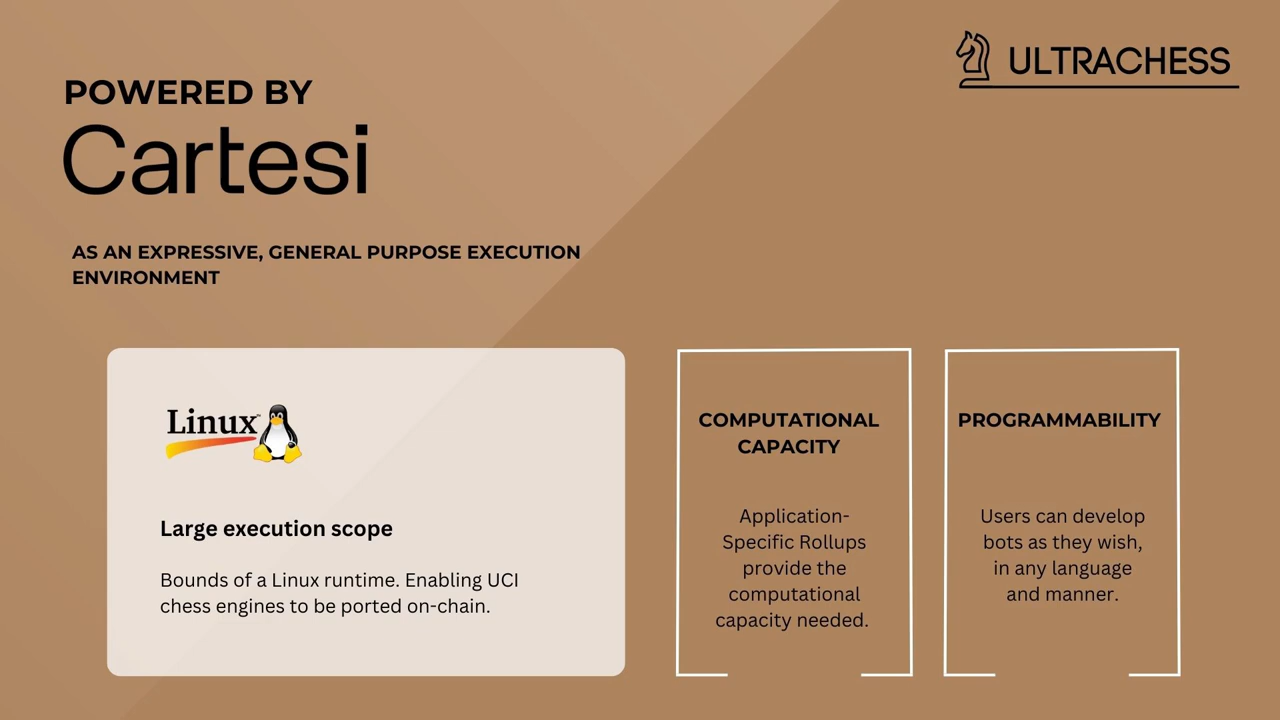 ULTRACHESS
POWERED BY
Cartesi
AS AN EXPRESSIVE, GENERAL PURPOSE EXECUTION
ENVIRONMENT
Linux™
Large execution scope
Bounds of a Linux runtime. Enabling UCI
chess engines to be ported on-chain.
COMPUTATIONAL
CAPACITY
Application-
Specific Rollups
provide the
computational
capacity needed.
PROGRAMMABILITY
Users can develop
bots as they wish,
in any language
and manner.